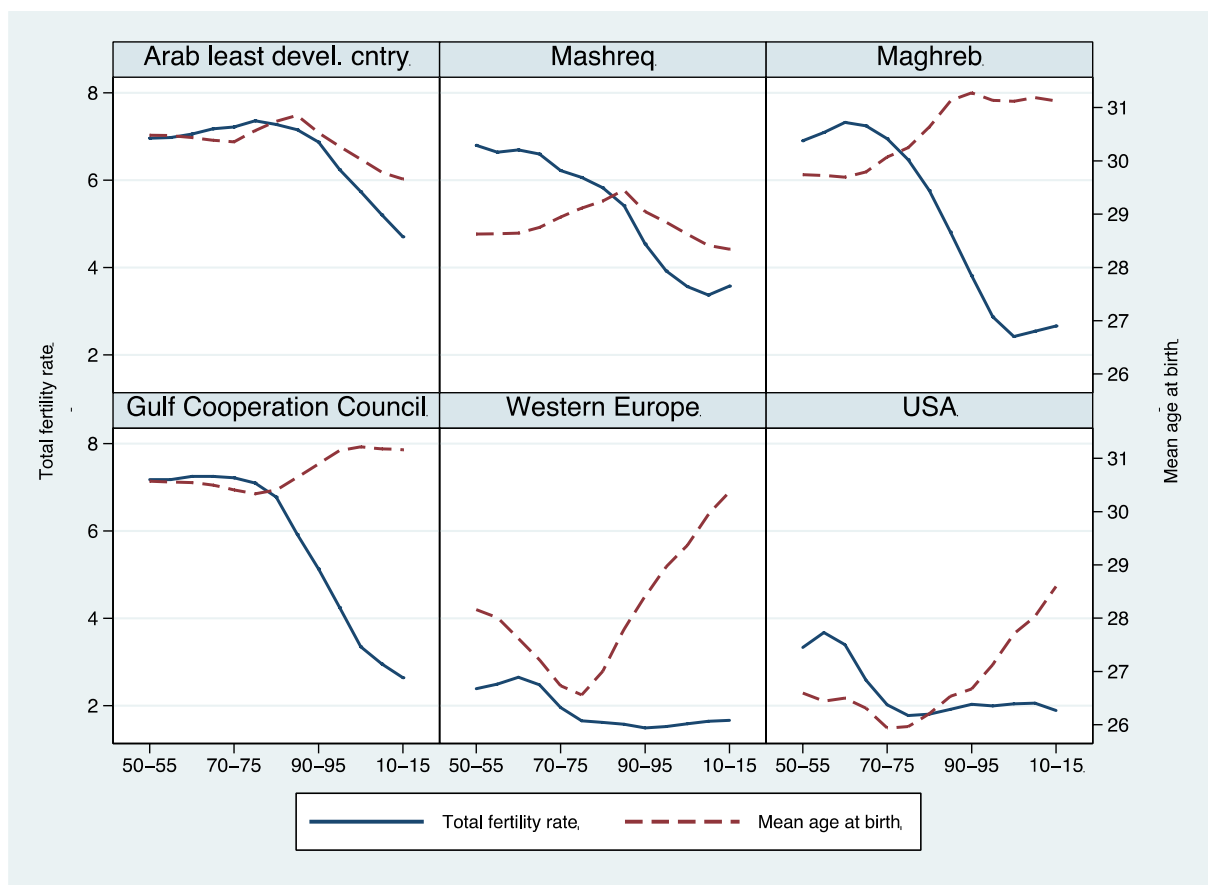 Arab least devel. cntry.
Mashreq.
Maghreb.
8
6
4
2
31
30
29
28
27
26
Total fertility rate.
Mean age at birth.
Gulf Cooperation Council.
Western Europe.
USA.
8
6
4
2
31
30
29
28
27
26
50–55 70–75 90–95 10–15 50–55 70–75 90–95 10–15 50–55 70–75 90–95 10–15.
Total fertility rate. Mean age at birth.